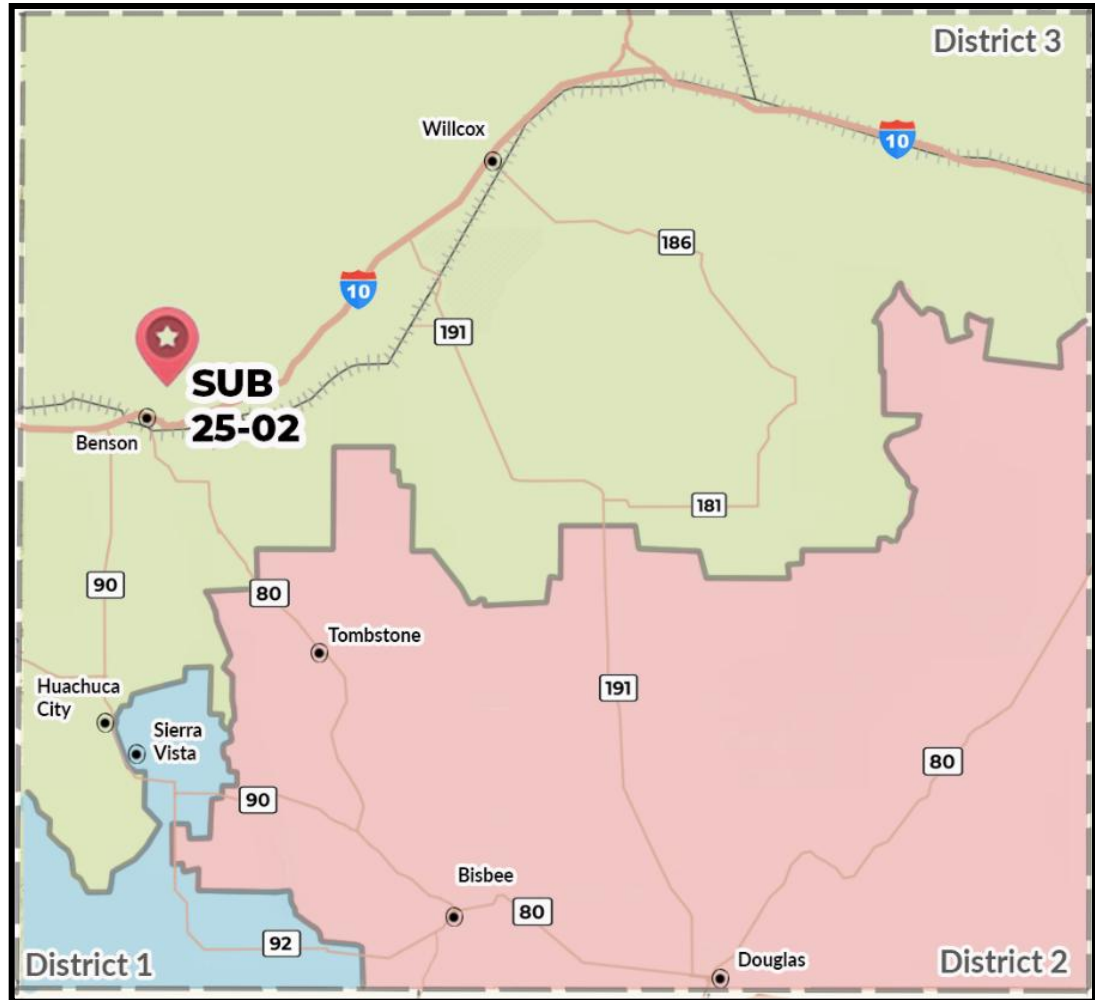 District 3
Willcox
10
186
10
191
SUB
25-02
Benson
181
90
80
Tombstone
Huachuca
City
191
Sierra
Vista
80
90
Bisbee
80
92
Douglas
District 1
District 2